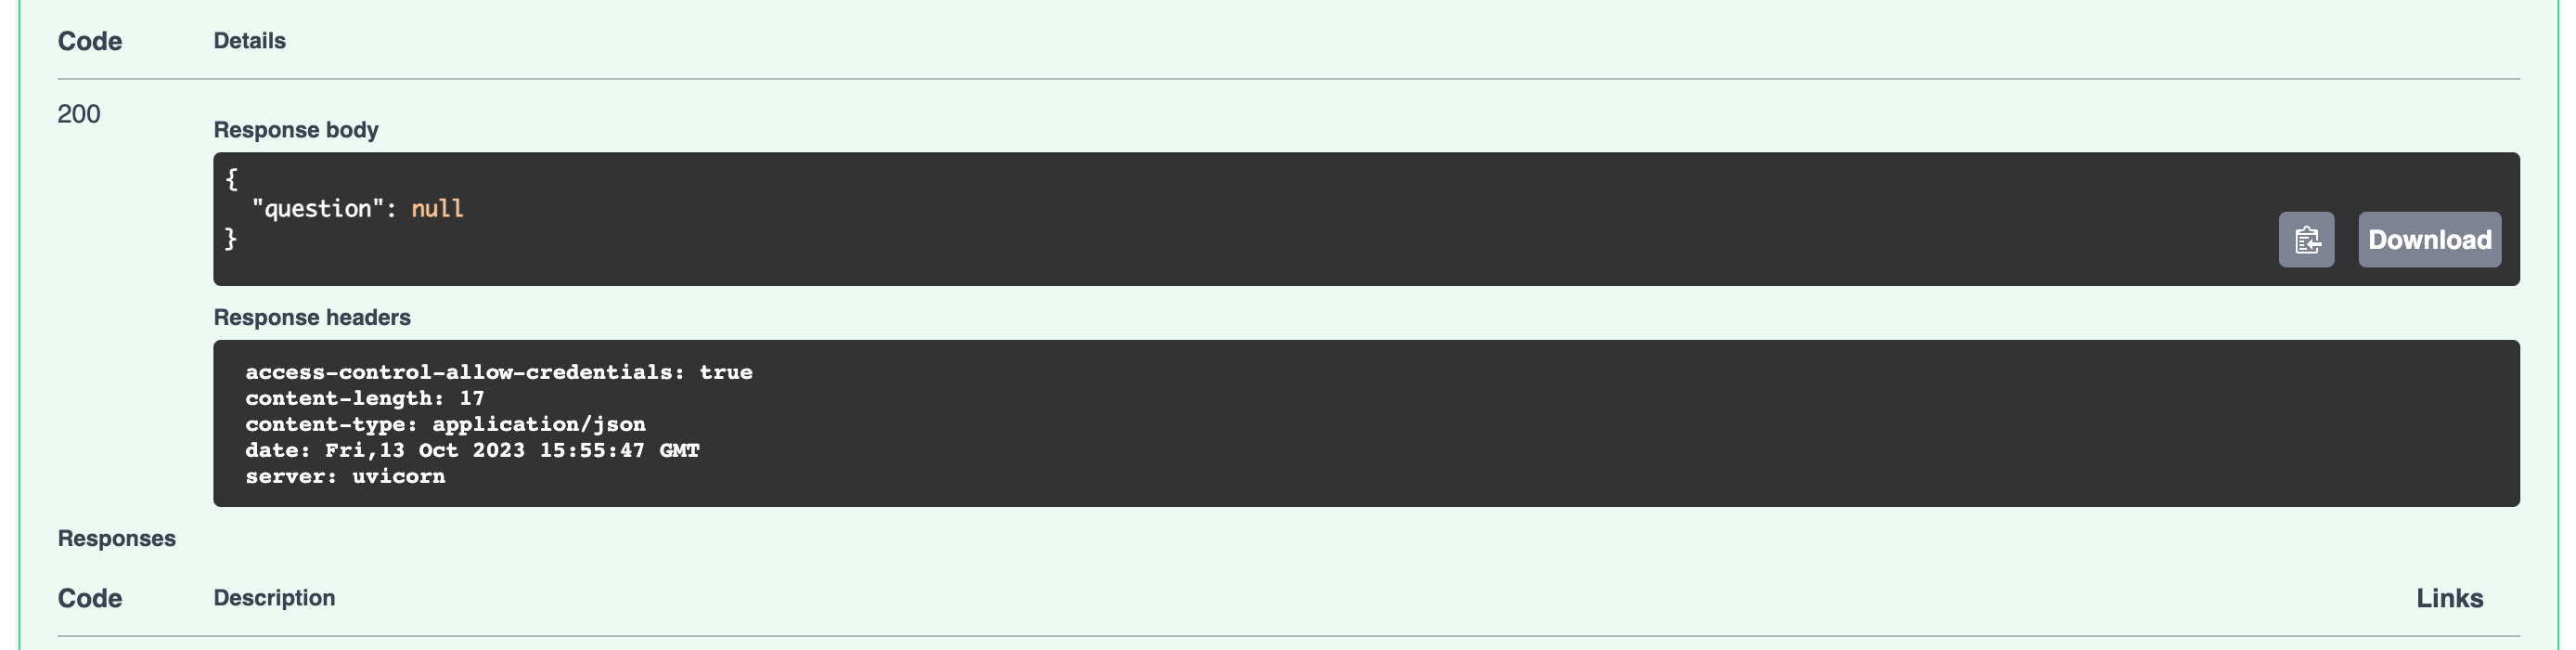 Code Details
200
Response body
{
"question": null
}
Download
Response headers
access-control-allow-credentials: true
content-length: 17
content-type: application/json
date: Fri,13 Oct 2023 15:55:47 GMT
server: uvicorn
Responses
Code Description Links